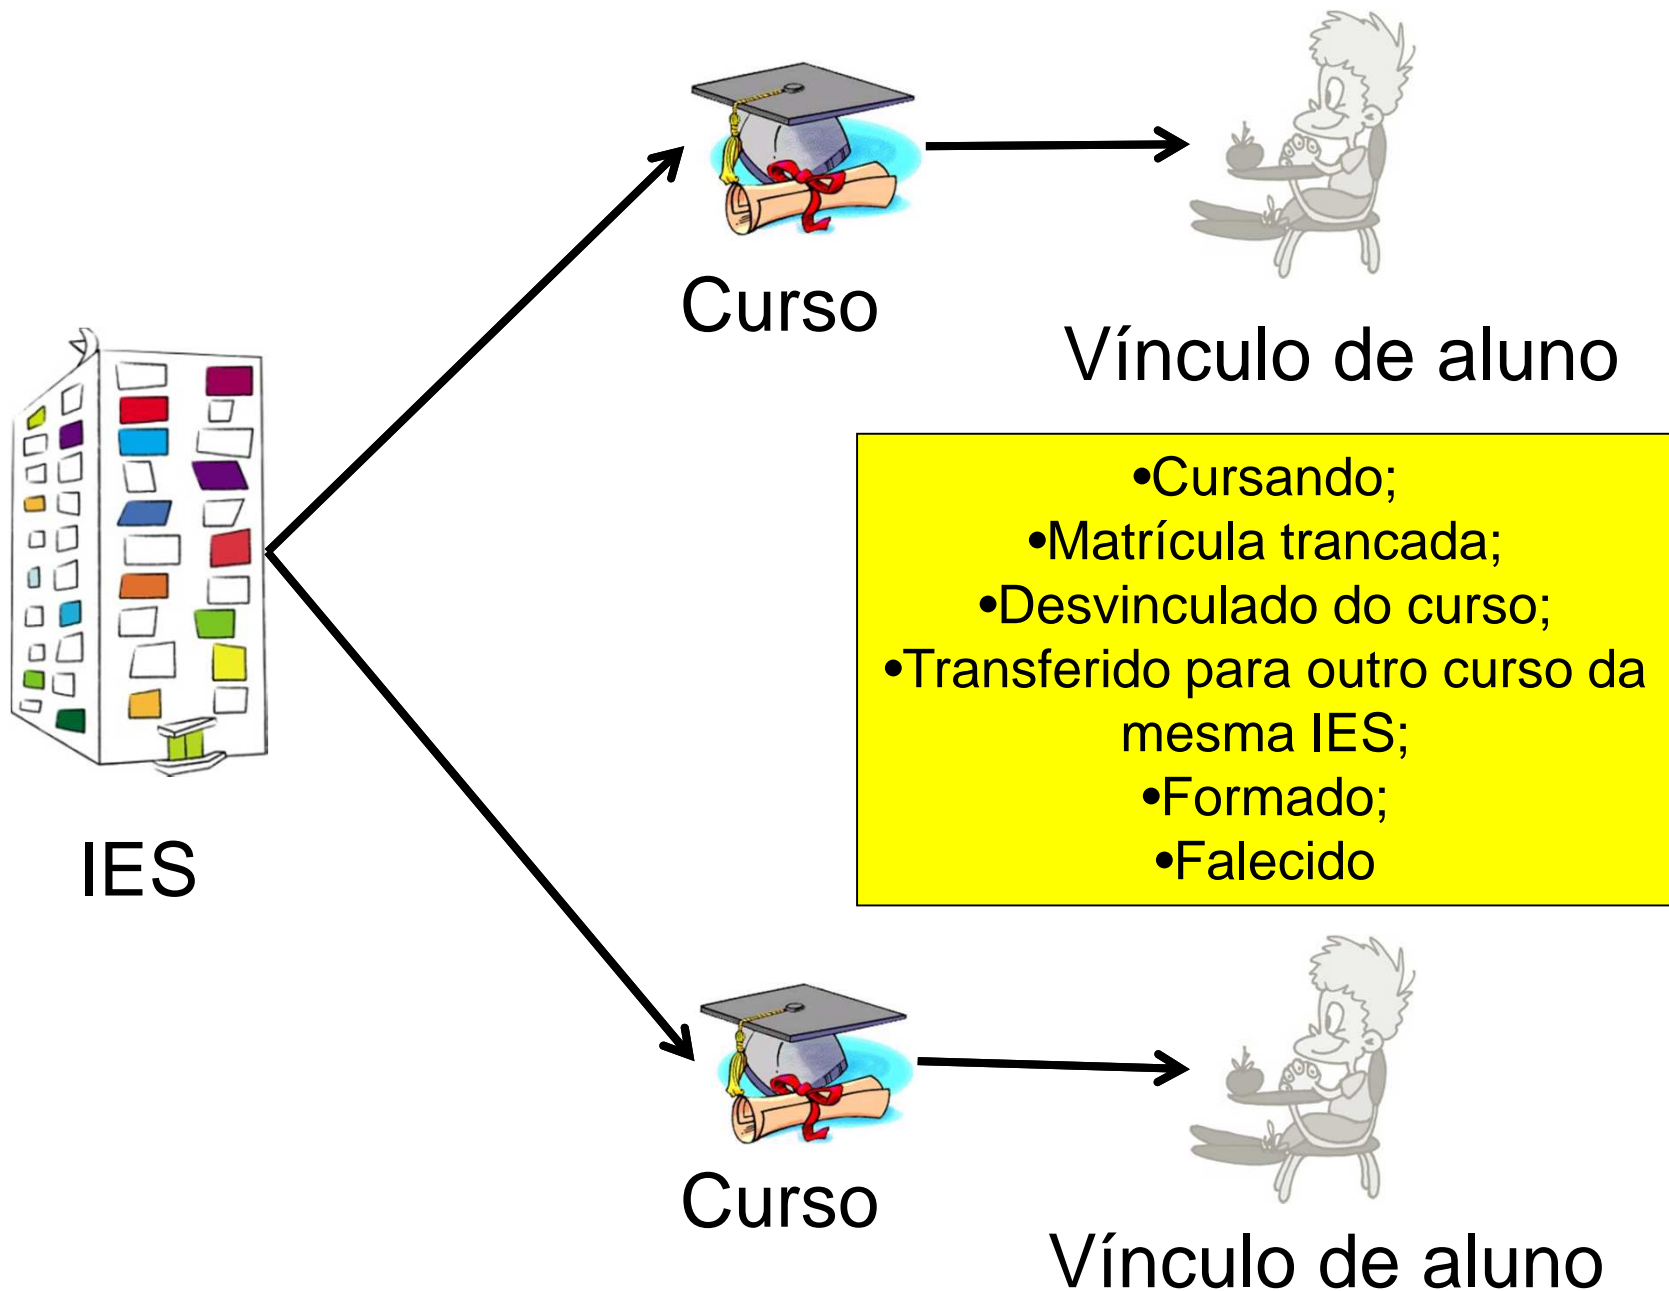 Curso
Vínculo de aluno
•Cursando;
•Matrícula trancada;
•Desvinculado do curso;
•Transferido para outro curso da
mesma IES;
•Formado;
•Falecido
IES
Curso
Vínculo de aluno